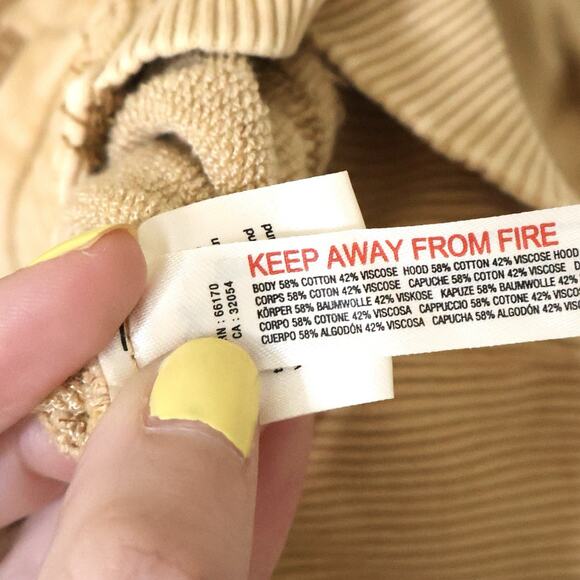 KEEP AWAY FROM FIRE
BODY 58% COTTON 42% VISCOSE HOOD 58% COTTON 42% VISCOSE HOOD
CORPS 58% COTON 42% VISCOSE CAPUCHE 58% COTON 42% VISCOSE
KÖRPER 58% BAUMWOLLE 42% VISKOSE KAPUZE 58% BAUMWOLLE 42%
CORPO 58% COTONE 42% VISCOSA CAPPUCCIO 58% COTONE 42% VISCOSA
CUERPO 58% ALGODÓN 42% VISCOSA CAPUCHA 58% ALGODÓN 42%
RN : 66170
CA : 32054